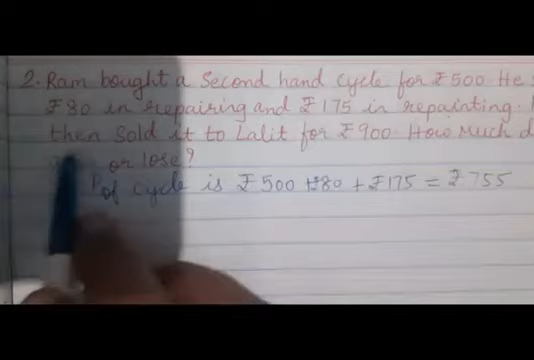 2. Ram bought a Second hand cycle for ₹500 He
₹80 in repairing and ₹175 in repainting.
then sold it to Lalit for ₹900. How much
or lose?
P of cycle is ₹500 + ₹80 + ₹175 = ₹755